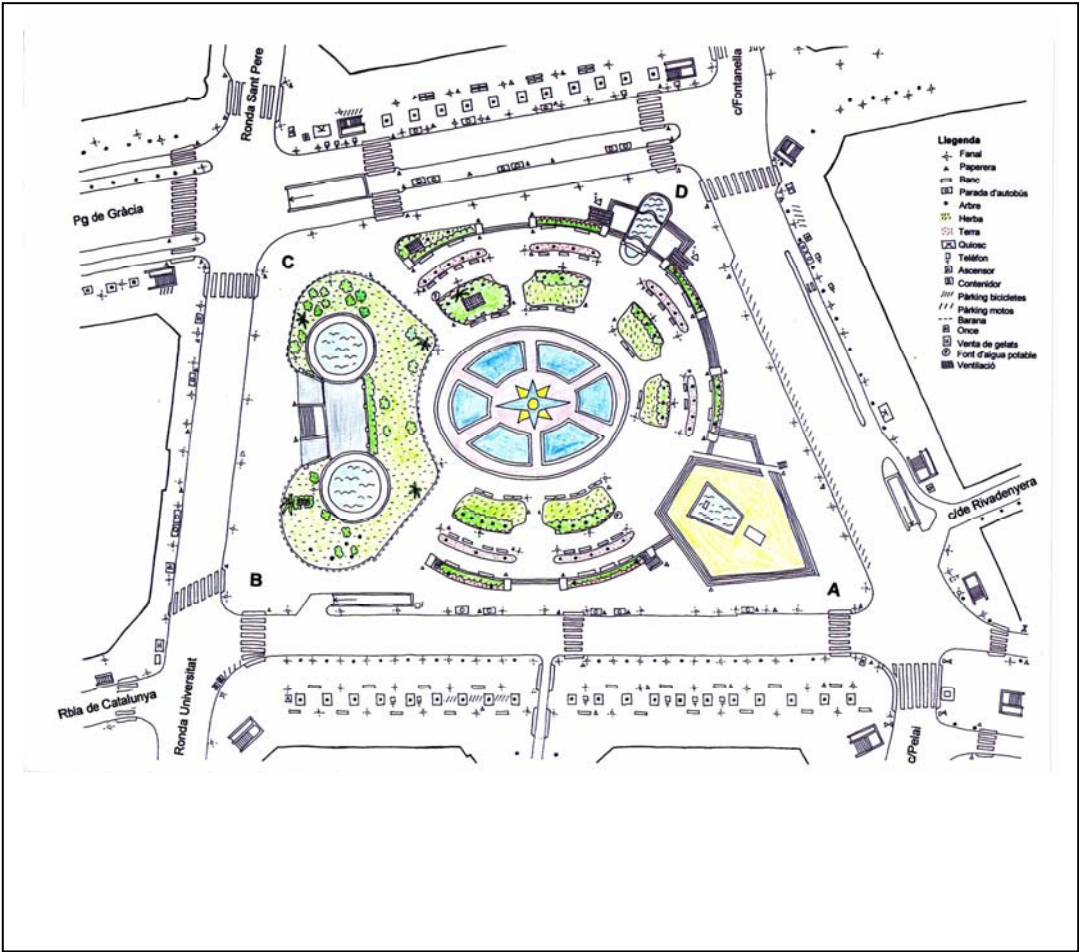 Ronda Sant Pere
c/Fontanella
Pg de Gràcia
Llegenda
Fanal
Paperera
Banc
Parada d'autobús
Arbre
Herba
Terra
Quiosc
Telèfon
Ascensor
Contenidor
Pàrking bicicletes
Pàrking motos
Barana
Once
Venta de gelats
Font d'aigua potable
Ventilació
D
C
c/de Rivadenyera
B
A
Rbla de Catalunya
Ronda Universitat
c/Pelai